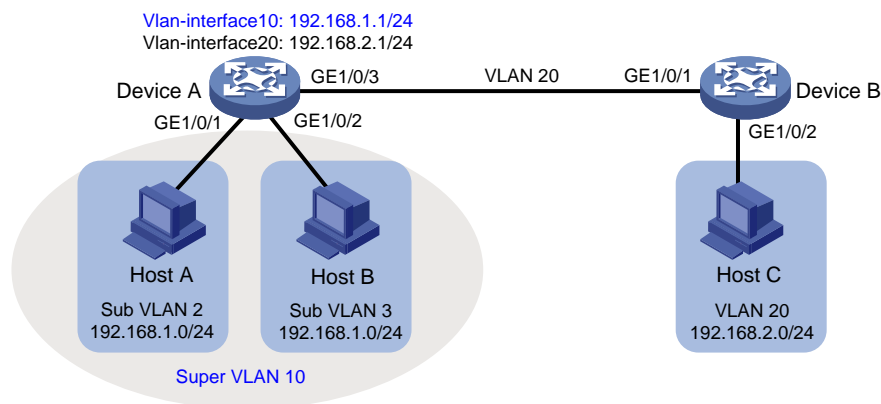 Vlan-interface10: 192.168.1.1/24
Vlan-interface20: 192.168.2.1/24
Device A
GE1/0/3
VLAN 20
GE1/0/1
Device B
GE1/0/1
GE1/0/2
GE1/0/2
Host A
Host B
Host C
Sub VLAN 2
192.168.1.0/24
Sub VLAN 3
192.168.1.0/24
VLAN 20
192.168.2.0/24
Super VLAN 10